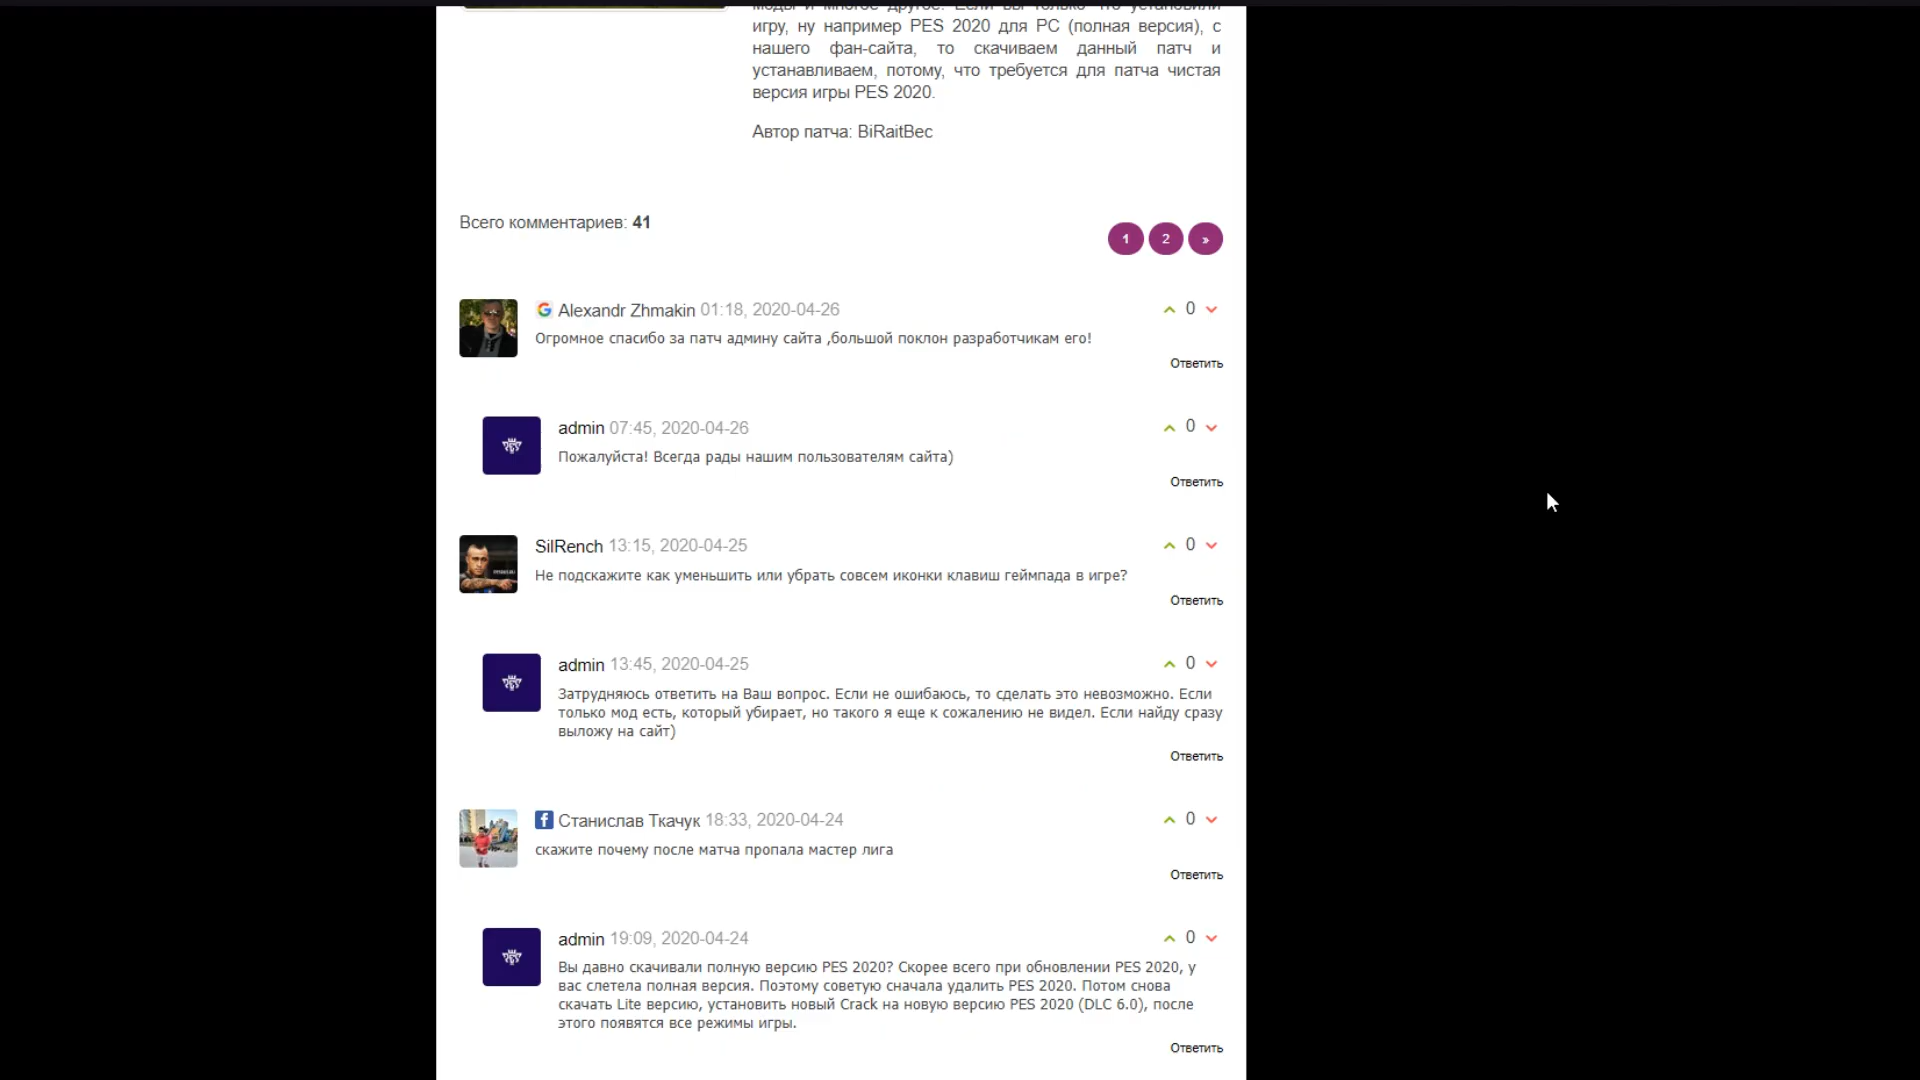 моды и многое другое. Если вы только что установили
игру, ну например PES 2020 для PC (полная версия), с
нашего фан-сайта, то скачиваем данный патч и
устанавливаем, потому, что требуется для патча чистая
версия игры PES 2020.
Автор патча: BiRaitBec
Всего комментариев: 41
1 2 »
Alexandr Zhmakin 01:18, 2020-04-26 0
Огромное спасибо за патч админу сайта ,большой поклон разработчикам его!
Ответить
admin 07:45, 2020-04-26 0
Пожалуйста! Всегда рады нашим пользователям сайта)
Ответить
SilRench 13:15, 2020-04-25 0
Не подскажите как уменьшить или убрать совсем иконки клавиш геймпада в игре?
Ответить
admin 13:45, 2020-04-25 0
Затрудняюсь ответить на Ваш вопрос. Если не ошибаюсь, то сделать это невозможно. Если
только мод есть, который убирает, но такого я еще к сожалению не видел. Если найду сразу
выложу на сайт)
Ответить
Станислав Ткачук 18:33, 2020-04-24 0
скажите почему после матча пропала мастер лига
Ответить
admin 19:09, 2020-04-24 0
Вы давно скачивали полную версию PES 2020? Скорее всего при обновлении PES 2020, у
вас слетела полная версия. Поэтому советую сначала удалить PES 2020. Потом снова
скачать Lite версию, установить новый Crack на новую версию PES 2020 (DLC 6.0), после
этого появятся все режимы игры.
Ответить